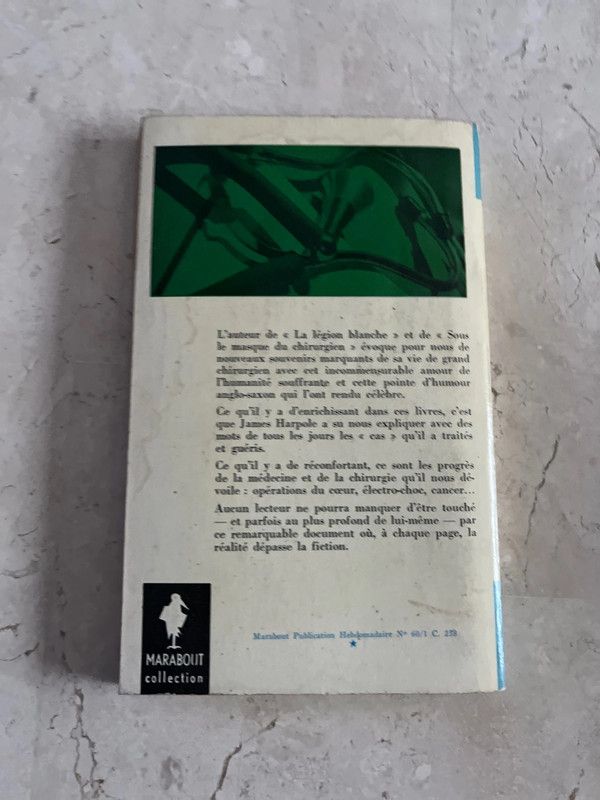 L'auteur de « La légion blanche » et de « Sous
le masque du chirurgien » évoque pour nous de
nouveaux souvenirs marquants de sa vie de grand
chirurgien avec cet incommensurable amour de
l'humanité souffrante et cette pointe d'humour
anglo-saxon qui l'ont rendu célèbre.
Ce qu'il y a d'enrichissant dans ces livres, c'est
que James Harpole a su nous expliquer avec des
mots de tous les jours les « cas » qu'il a traités
et guéris.
Ce qu'il y a de réconfortant, ce sont les progrès
de la médecine et de la chirurgie qu'il nous dé-
voile : opérations du cœur, électro-choc, cancer...
Aucun lecteur ne pourra manquer d'être touché
— et parfois au plus profond de lui-même — par
ce remarquable document où, à chaque page, la
réalité dépasse la fiction.
Marabout Publication Hebdomadaire N° 60/1 C. 238
MARABOUT
collection